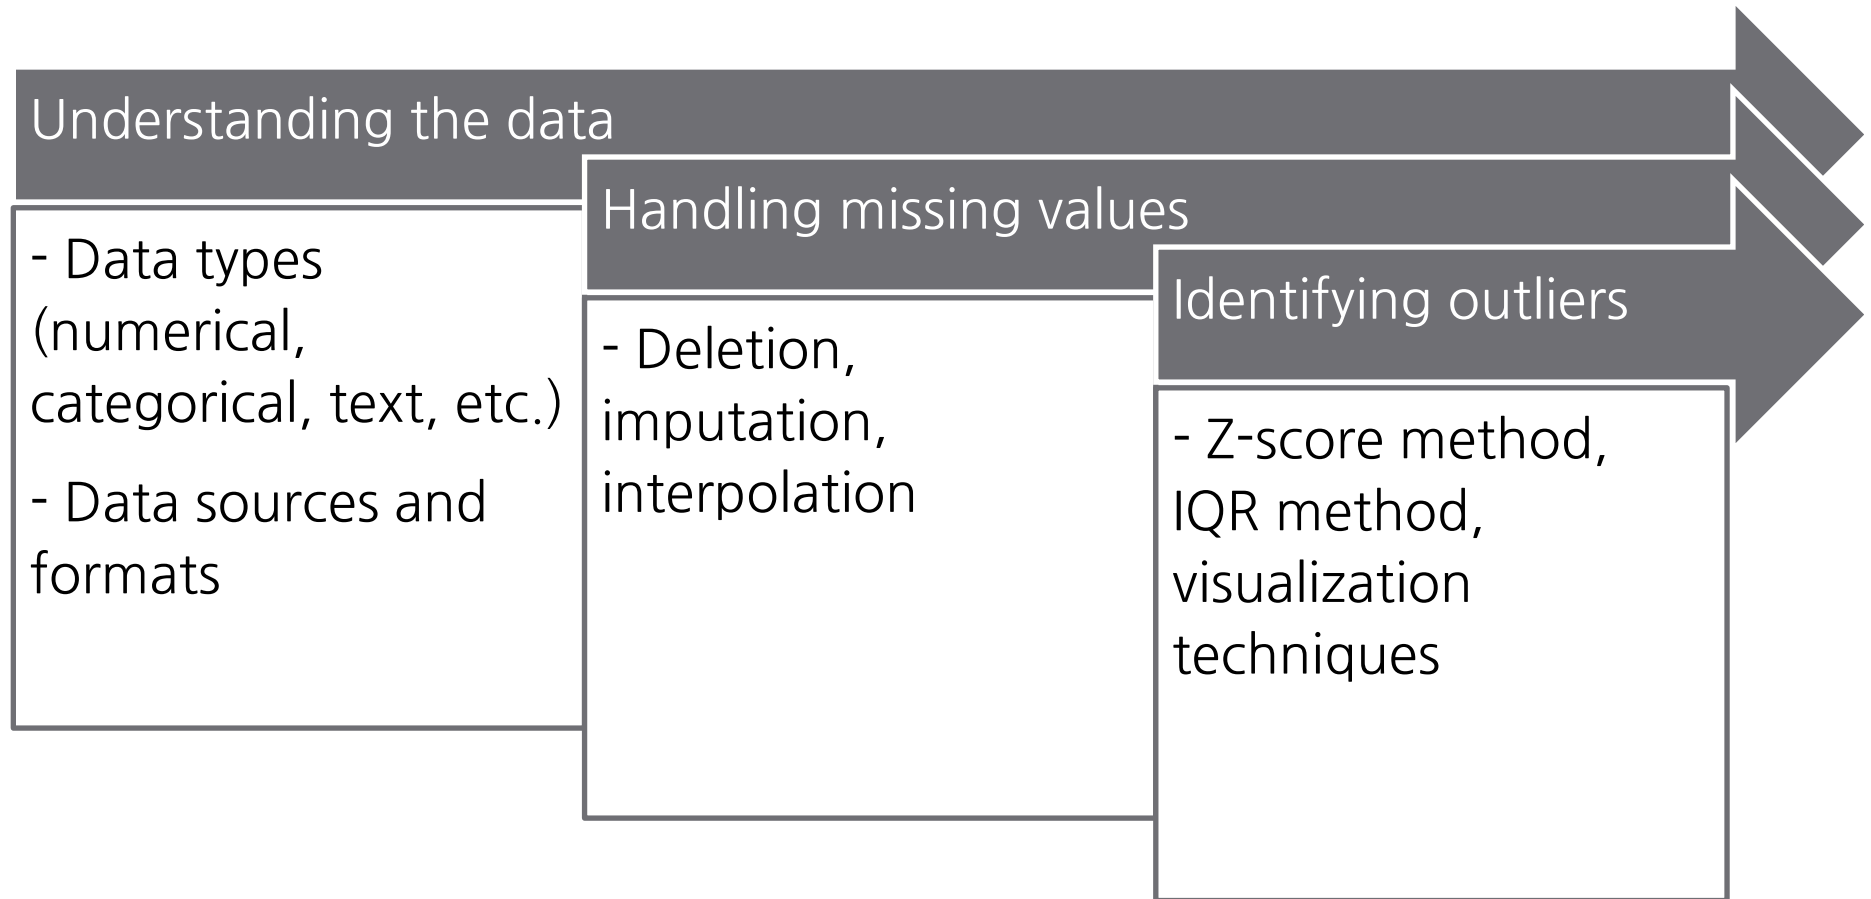 Understanding the data
- Data types
(numerical,
categorical, text, etc.)
- Data sources and
formats
Handling missing values
- Deletion,
imputation,
interpolation
Identifying outliers
- Z-score method,
IQR method,
visualization
techniques